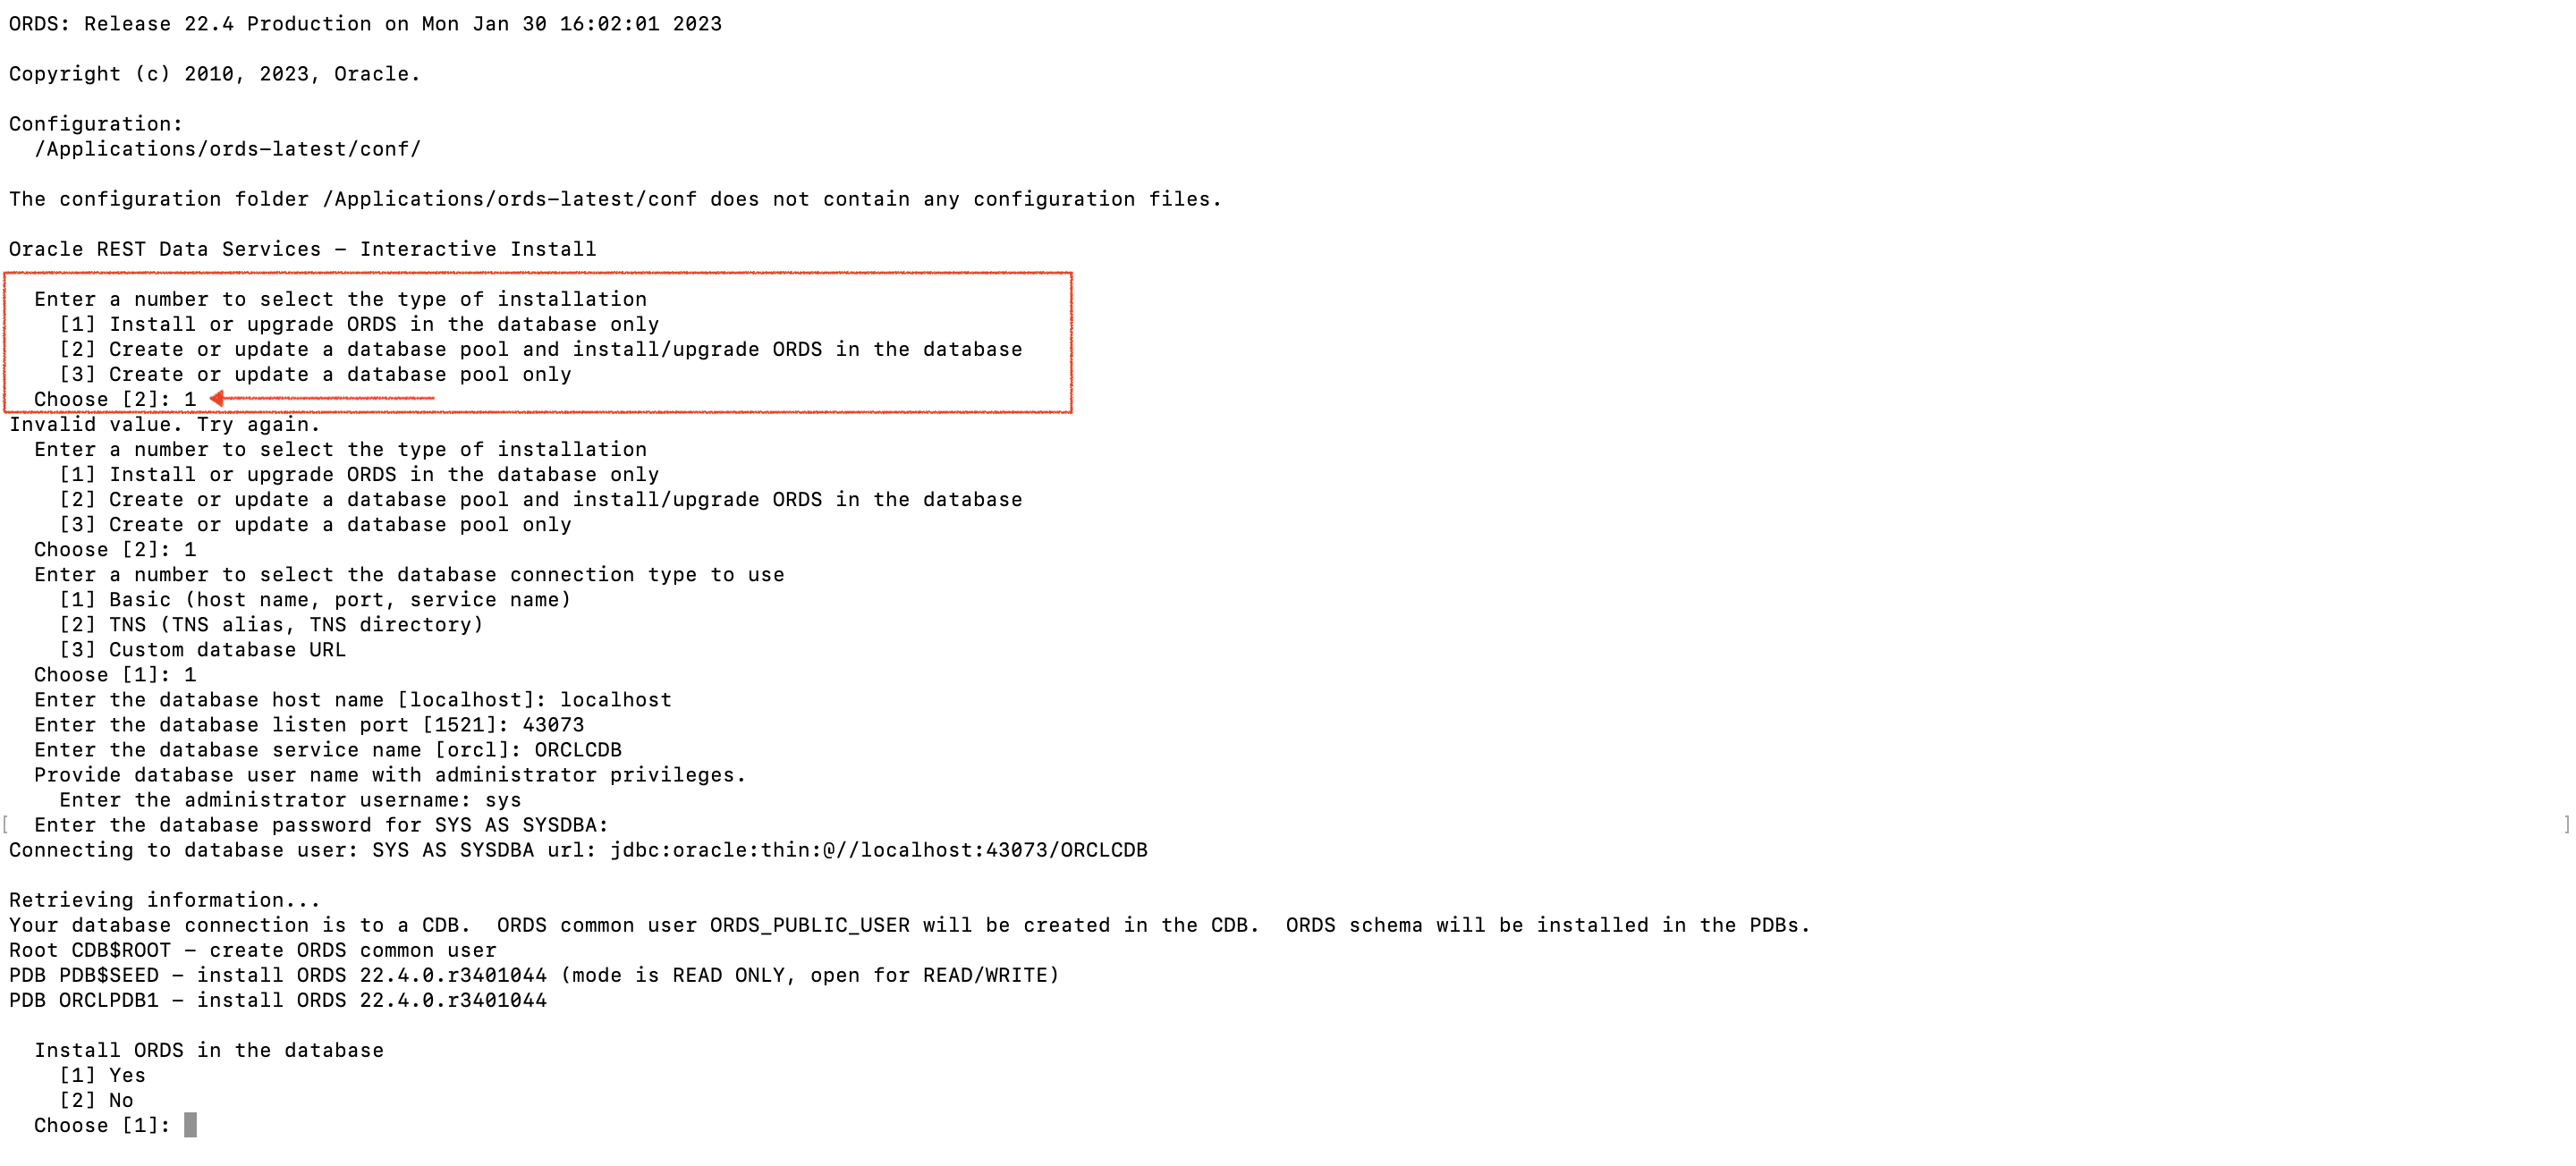 ORDS: Release 22.4 Production on Mon Jan 30 16:02:01 2023
Copyright (c) 2010, 2023, Oracle.
Configuration:
/Applications/ords-latest/conf/
The configuration folder /Applications/ords-latest/conf does not contain any configuration files.
Oracle REST Data Services - Interactive Install
Enter a number to select the type of installation
[1] Install or upgrade ORDS in the database only
[2] Create or update a database pool and install/upgrade ORDS in the database
[3] Create or update a database pool only
Choose [2]: 1
Invalid value. Try again.
Enter a number to select the type of installation
[1] Install or upgrade ORDS in the database only
[2] Create or update a database pool and install/upgrade ORDS in the database
[3] Create or update a database pool only
Choose [2]: 1
Enter a number to select the database connection type to use
[1] Basic (host name, port, service name)
[2] TNS (TNS alias, TNS directory)
[3] Custom database URL
Choose [1]: 1
Enter the database host name [localhost]: localhost
Enter the database listen port [1521]: 43073
Enter the database service name [orcl]: ORCLCDB
Provide database user name with administrator privileges.
Enter the administrator username: sys
[ Enter the database password for SYS AS SYSDBA: ]
Connecting to database user: SYS AS SYSDBA url: jdbc:oracle:thin:@//localhost:43073/ORCLCDB
Retrieving information...
Your database connection is to a CDB.  ORDS common user ORDS_PUBLIC_USER will be created in the CDB.  ORDS schema will be installed in the PDBs.
Root CDB$ROOT - create ORDS common user
PDB PDB$SEED - install ORDS 22.4.0.r3401044 (mode is READ ONLY, open for READ/WRITE)
PDB ORCLPDB1 - install ORDS 22.4.0.r3401044
Install ORDS in the database
[1] Yes
[2] No
Choose [1]: